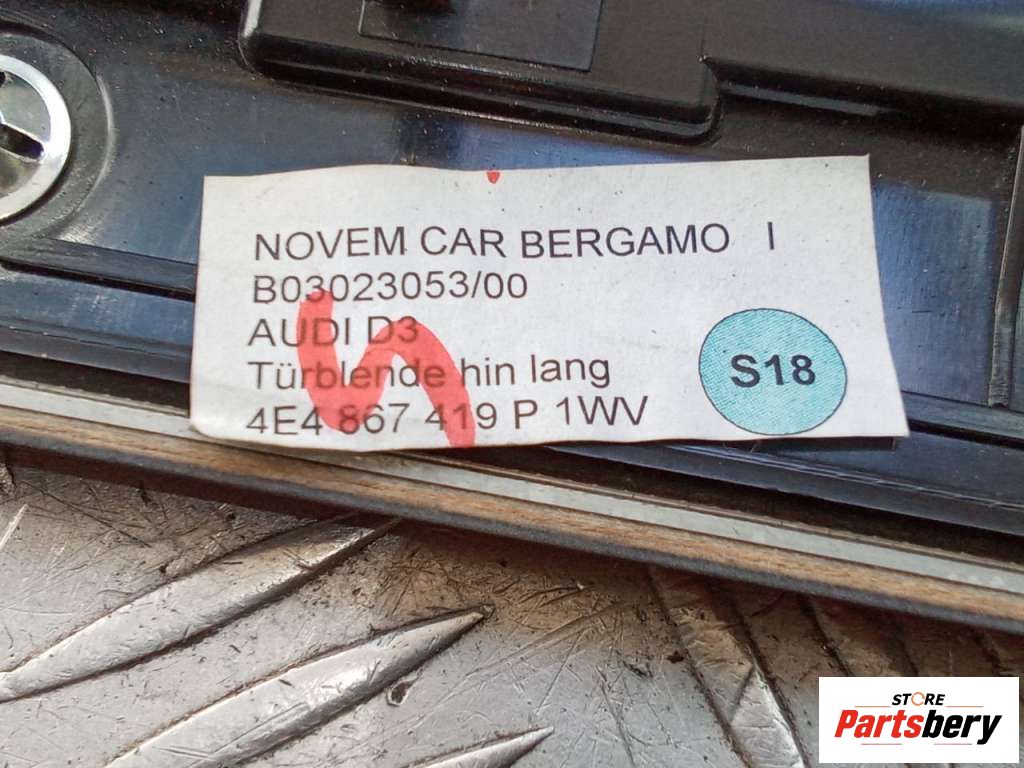 NOVEM CAR BERGAMO I
B03023053/00
AUDI D3
Türblende hin lang
4E4 867 419 P 1WV
S18
STORE
Partsbery